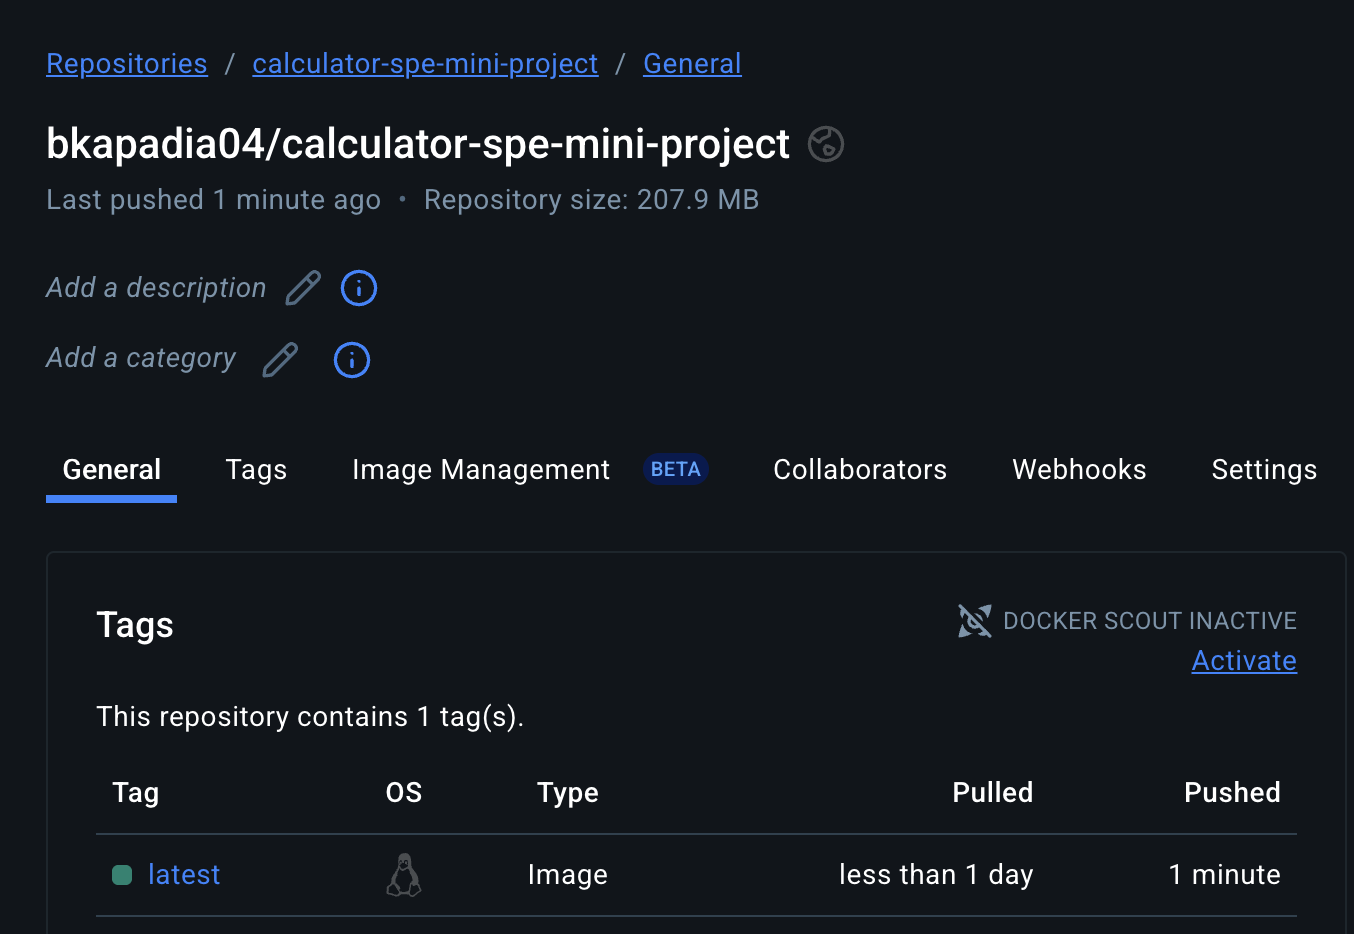 Repositories / calculator-spe-mini-project / General
bkapadia04/calculator-spe-mini-project
Last pushed 1 minute ago • Repository size: 207.9 MB
Add a description
Add a category
General Tags Image Management BETA Collaborators Webhooks Settings
Tags
DOCKER SCOUT INACTIVE
Activate
This repository contains 1 tag(s).
Tag OS Type Pulled Pushed
latest Image less than 1 day 1 minute